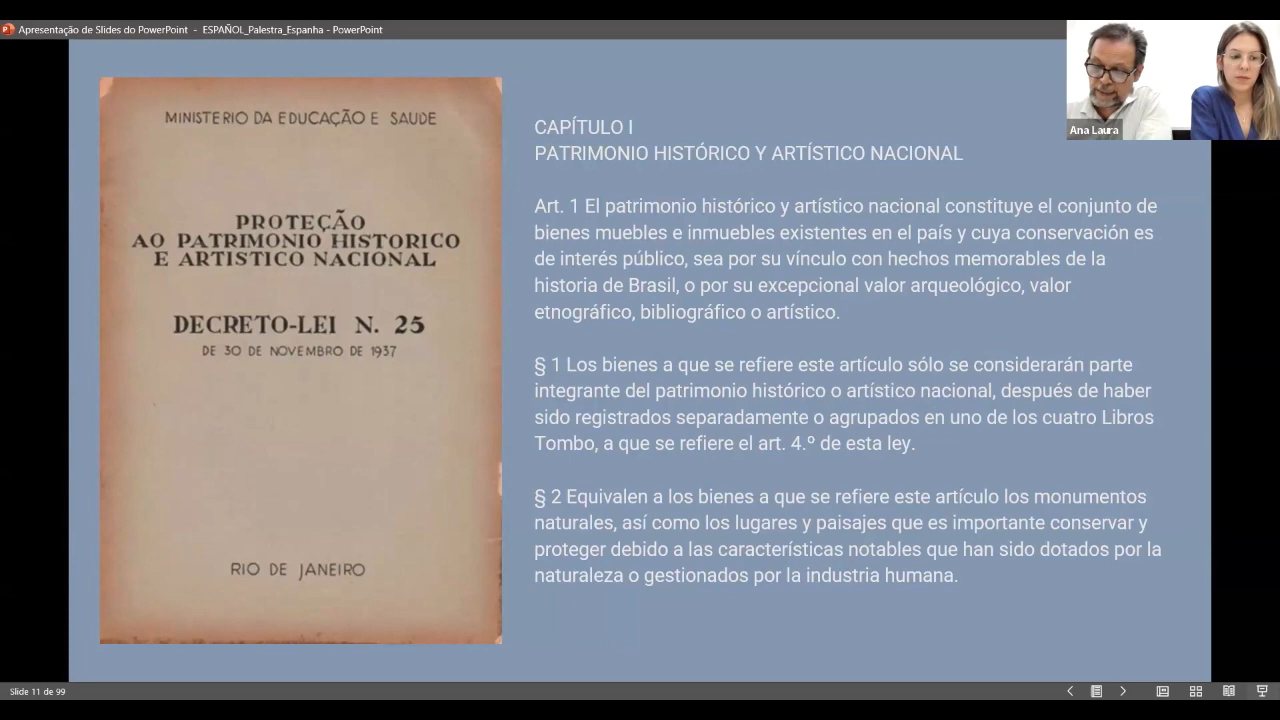 Apresentação de Slides do PowerPoint - ESPAÑOL_Palestra_Espanha - PowerPoint
Ana Laura
MINISTERIO DA EDUCAÇÃO E SAUDE
PROTEÇÃO
AO PATRIMONIO HISTORICO
E ARTISTICO NACIONAL
DECRETO-LEI N. 25
DE 30 DE NOVEMBRO DE 1937
RIO DE JANEIRO
CAPÍTULO I
PATRIMONIO HISTÓRICO Y ARTÍSTICO NACIONAL
Art. 1 El patrimonio histórico y artístico nacional constituye el conjunto de
bienes muebles e inmuebles existentes en el país y cuya conservación es
de interés público, sea por su vínculo con hechos memorables de la
historia de Brasil, o por su excepcional valor arqueológico, valor
etnográfico, bibliográfico o artístico.
§ 1 Los bienes a que se refiere este artículo sólo se considerarán parte
integrante del patrimonio histórico o artístico nacional, después de haber
sido registrados separadamente o agrupados en uno de los cuatro Libros
Tombo, a que se refiere el art. 4.º de esta ley.
§ 2 Equivalen a los bienes a que se refiere este artículo los monumentos
naturales, así como los lugares y paisajes que es importante conservar y
proteger debido a las características notables que han sido dotados por la
naturaleza o gestionados por la industria humana.
Slide 11 de 99